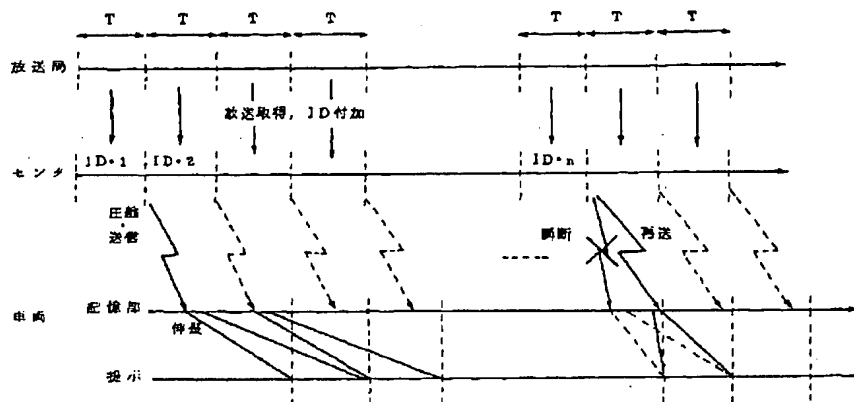 T T T T T T T
放送局
放送取得，ID付加
センタ ID・1 ID・2 ID・n
圧縮・送信
瞬断 再送
車両 記憶部
伸長
提示